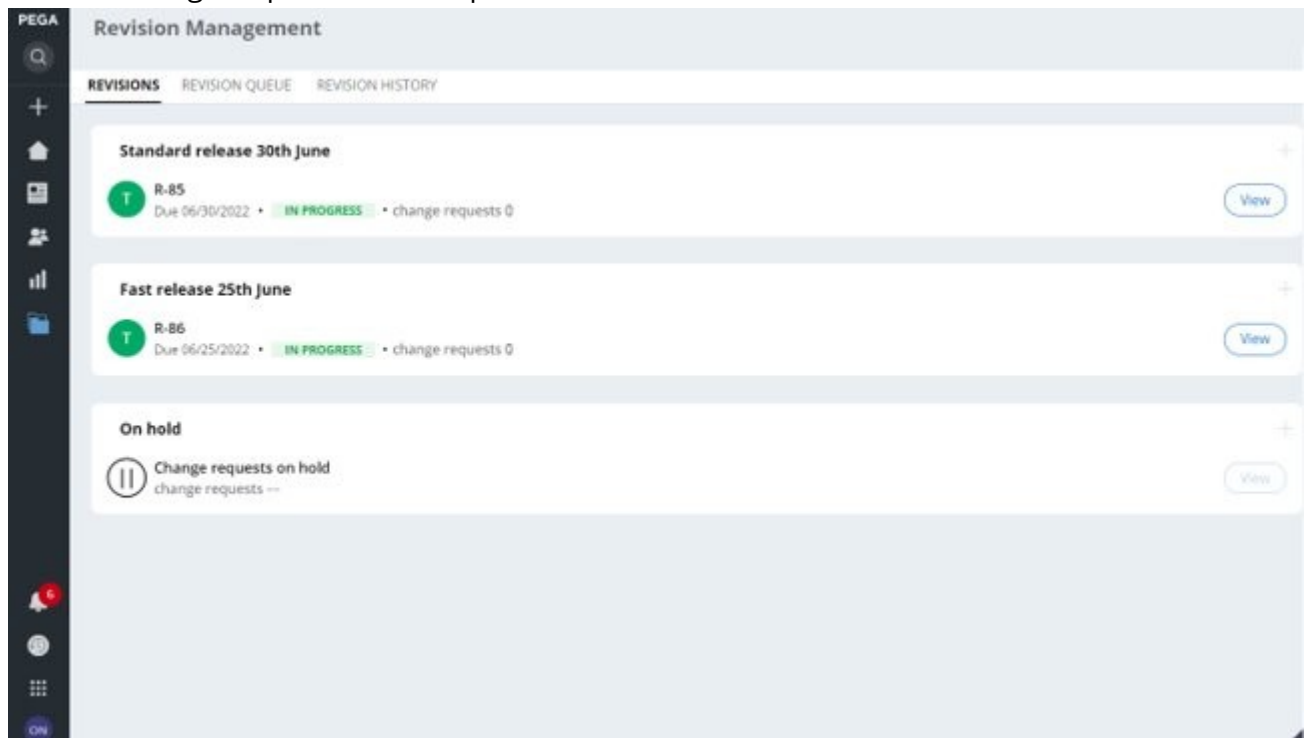 PEGA
Revision Management
REVISIONS REVISION QUEUE REVISION HISTORY
Standard release 30th June
T
R-85
Due 06/30/2022 • IN PROGRESS • change requests 0
View
Fast release 25th June
T
R-86
Due 06/25/2022 • IN PROGRESS • change requests 0
View
On hold
Change requests on hold
change requests --
View
6
ON